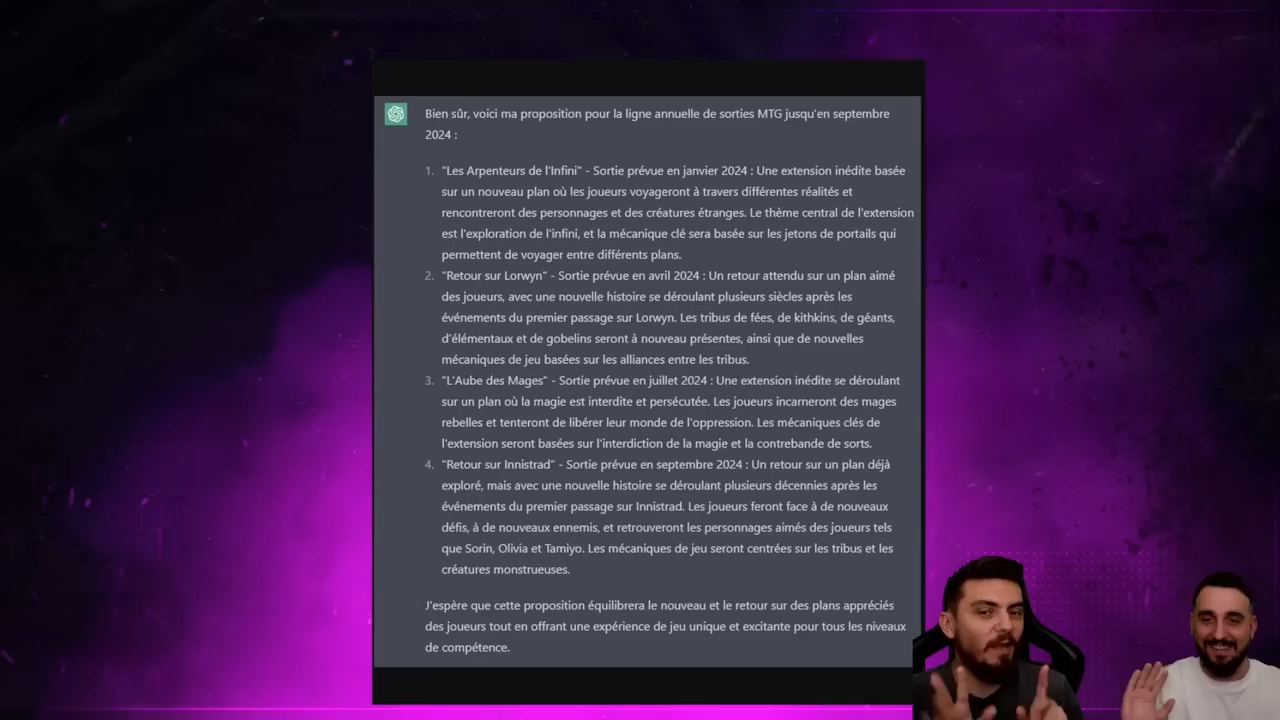 Bien sûr, voici ma proposition pour la ligne annuelle de sorties MTG jusqu'en septembre
2024 :
1. "Les Arpenteurs de l'Infini" - Sortie prévue en janvier 2024 : Une extension inédite basée
sur un nouveau plan où les joueurs voyageront à travers différentes réalités et
rencontreront des personnages et des créatures étranges. Le thème central de l'extension
est l'exploration de l'infini, et la mécanique clé sera basée sur les jetons de portails qui
permettent de voyager entre différents plans.
2. "Retour sur Lorwyn" - Sortie prévue en avril 2024 : Un retour attendu sur un plan aimé
des joueurs, avec une nouvelle histoire se déroulant plusieurs siècles après les
événements du premier passage sur Lorwyn. Les tribus de fées, de kithkins, de géants,
d'élémentaux et de gobelins seront à nouveau présentes, ainsi que de nouvelles
mécaniques de jeu basées sur les alliances entre les tribus.
3. "L'Aube des Mages" - Sortie prévue en juillet 2024 : Une extension inédite se déroulant
sur un plan où la magie est interdite et persécutée. Les joueurs incarneront des mages
rebelles et tenteront de libérer leur monde de l'oppression. Les mécaniques clés de
l'extension seront basées sur l'interdiction de la magie et la contrebande de sorts.
4. "Retour sur Innistrad" - Sortie prévue en septembre 2024 : Un retour sur un plan déjà
exploré, mais avec une nouvelle histoire se déroulant plusieurs décennies après les
événements du premier passage sur Innistrad. Les joueurs feront face à de nouveaux
défis, à de nouveaux ennemis, et retrouveront les personnages aimés des joueurs tels
que Sorin, Olivia et Tamiyo. Les mécaniques de jeu seront centrées sur les tribus et les
créatures monstrueuses.
J'espère que cette proposition équilibrera le nouveau et le retour sur des plans appréciés
des joueurs tout en offrant une expérience de jeu unique et excitante pour tous les niveaux
de compétence.